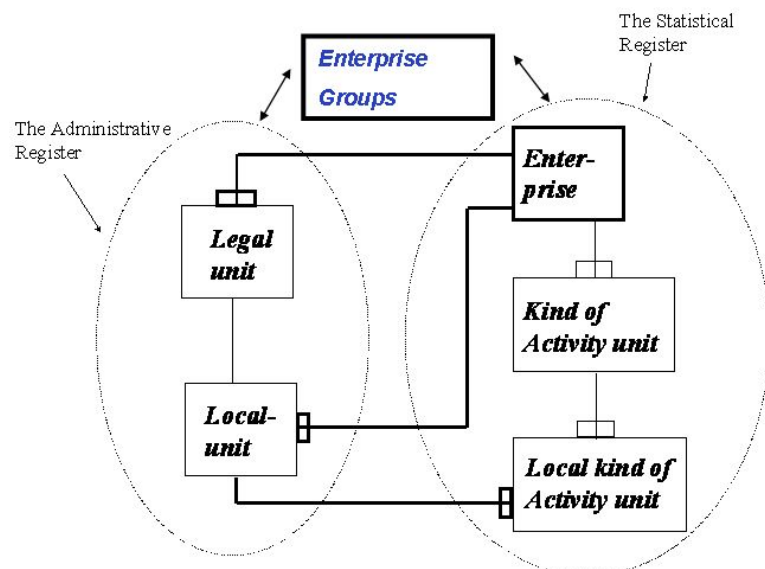 The Statistical
Register
Enterprise
Groups
The Administrative
Register
Enter-
prise
Legal
unit
Kind of
Activity unit
Local-
unit
Local kind of
Activity unit